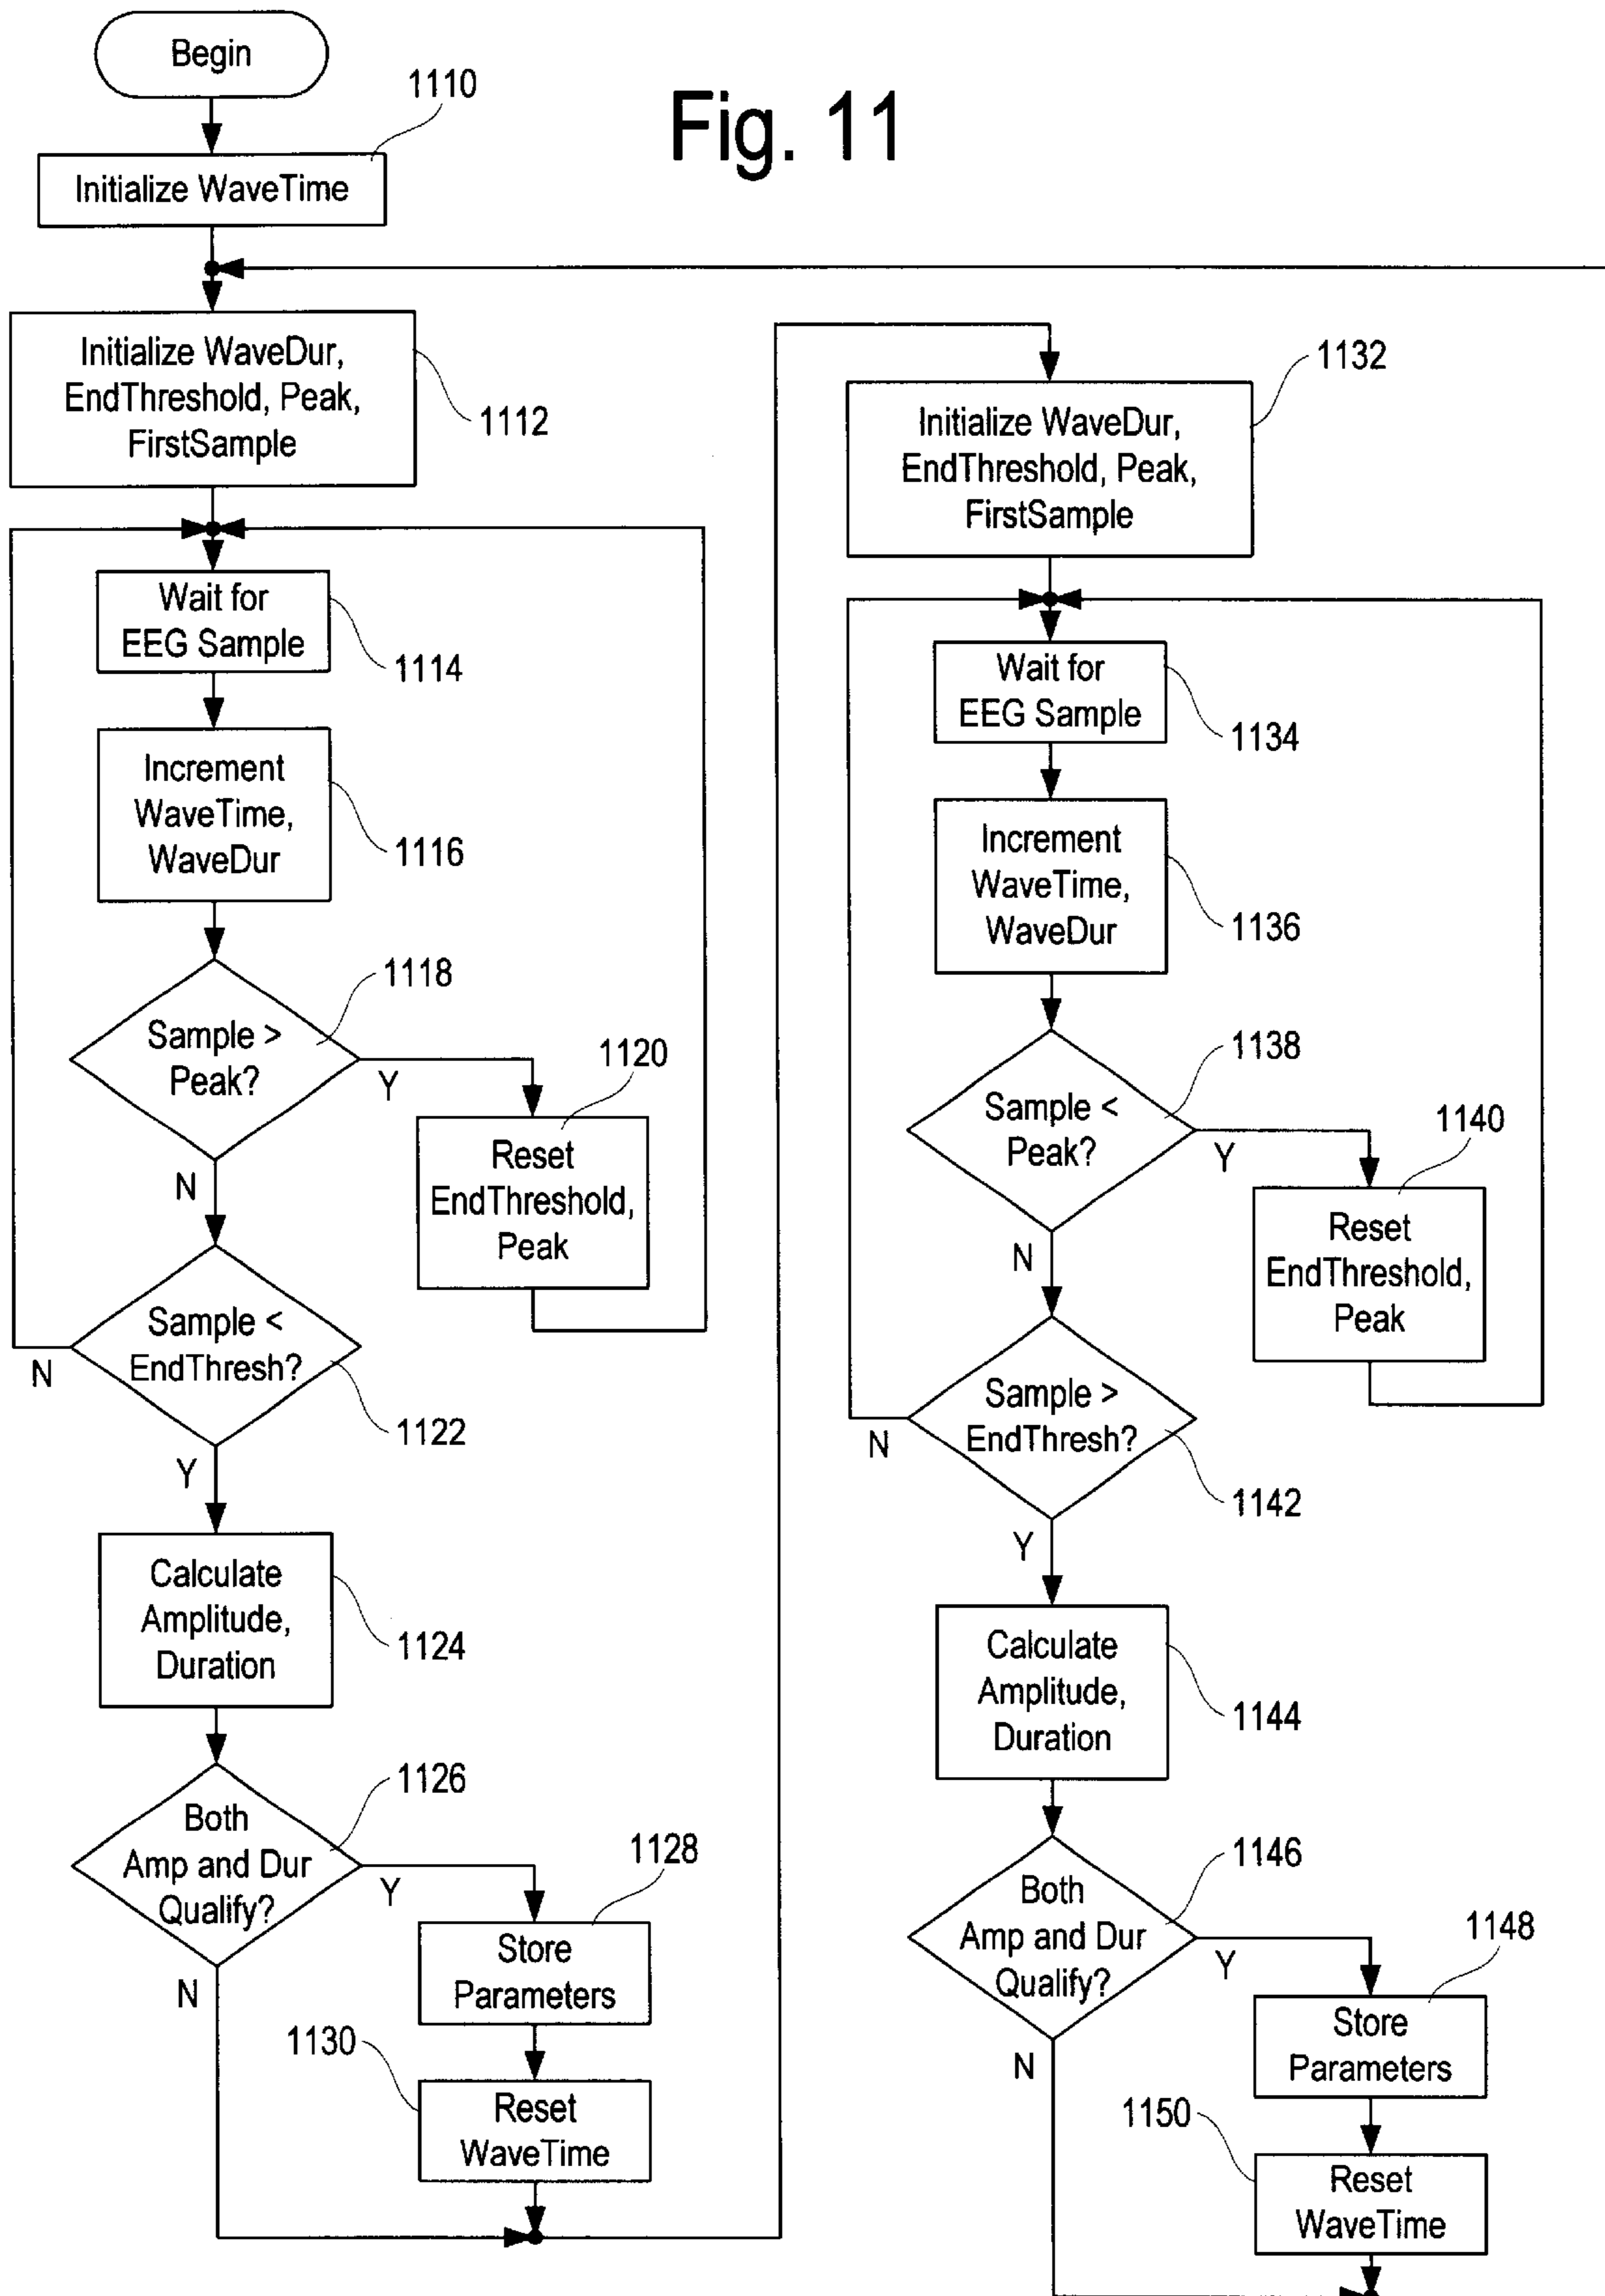 Fig. 11
Begin
1110
Initialize WaveTime
Initialize WaveDur,
EndThreshold, Peak,
FirstSample
1112
Wait for
EEG Sample
1114
Increment
WaveTime,
WaveDur
1116
1118
Sample >
Peak?
Y
N
1120
Reset
EndThreshold,
Peak
Sample <
EndThresh?
N
1122
Y
Calculate
Amplitude,
Duration
1124
1126
Both
Amp and Dur
Qualify?
Y
N
1128
Store
Parameters
1130
Reset
WaveTime
1132
Initialize WaveDur,
EndThreshold, Peak,
FirstSample
Wait for
EEG Sample
1134
Increment
WaveTime,
WaveDur
1136
1138
Sample <
Peak?
Y
N
1140
Reset
EndThreshold,
Peak
Sample >
EndThresh?
N
1142
Y
Calculate
Amplitude,
Duration
1144
1146
Both
Amp and Dur
Qualify?
Y
N
1148
Store
Parameters
1150
Reset
WaveTime